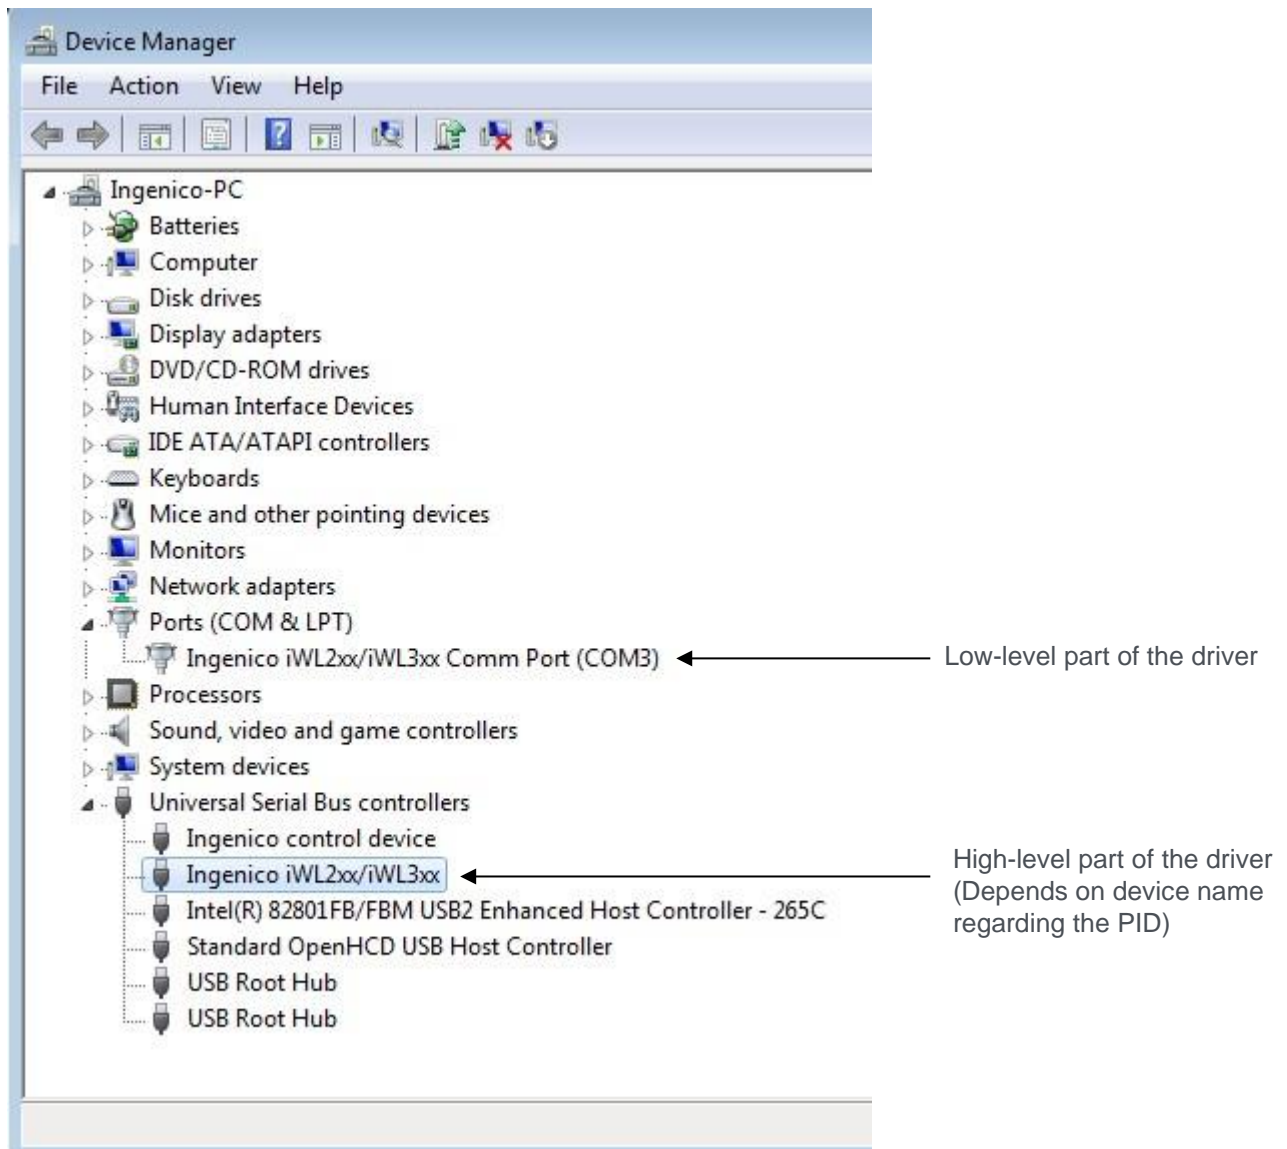 Device Manager
File Action View Help
Ingenico-PC
Batteries
Computer
Disk drives
Display adapters
DVD/CD-ROM drives
Human Interface Devices
IDE ATA/ATAPI controllers
Keyboards
Mice and other pointing devices
Monitors
Network adapters
Ports (COM & LPT)
Ingenico iWL2xx/iWL3xx Comm Port (COM3)
Low-level part of the driver
Processors
Sound, video and game controllers
System devices
Universal Serial Bus controllers
Ingenico control device
Ingenico iWL2xx/iWL3xx
High-level part of the driver
(Depends on device name
regarding the PID)
Intel(R) 82801FB/FBM USB2 Enhanced Host Controller - 265C
Standard OpenHCD USB Host Controller
USB Root Hub
USB Root Hub